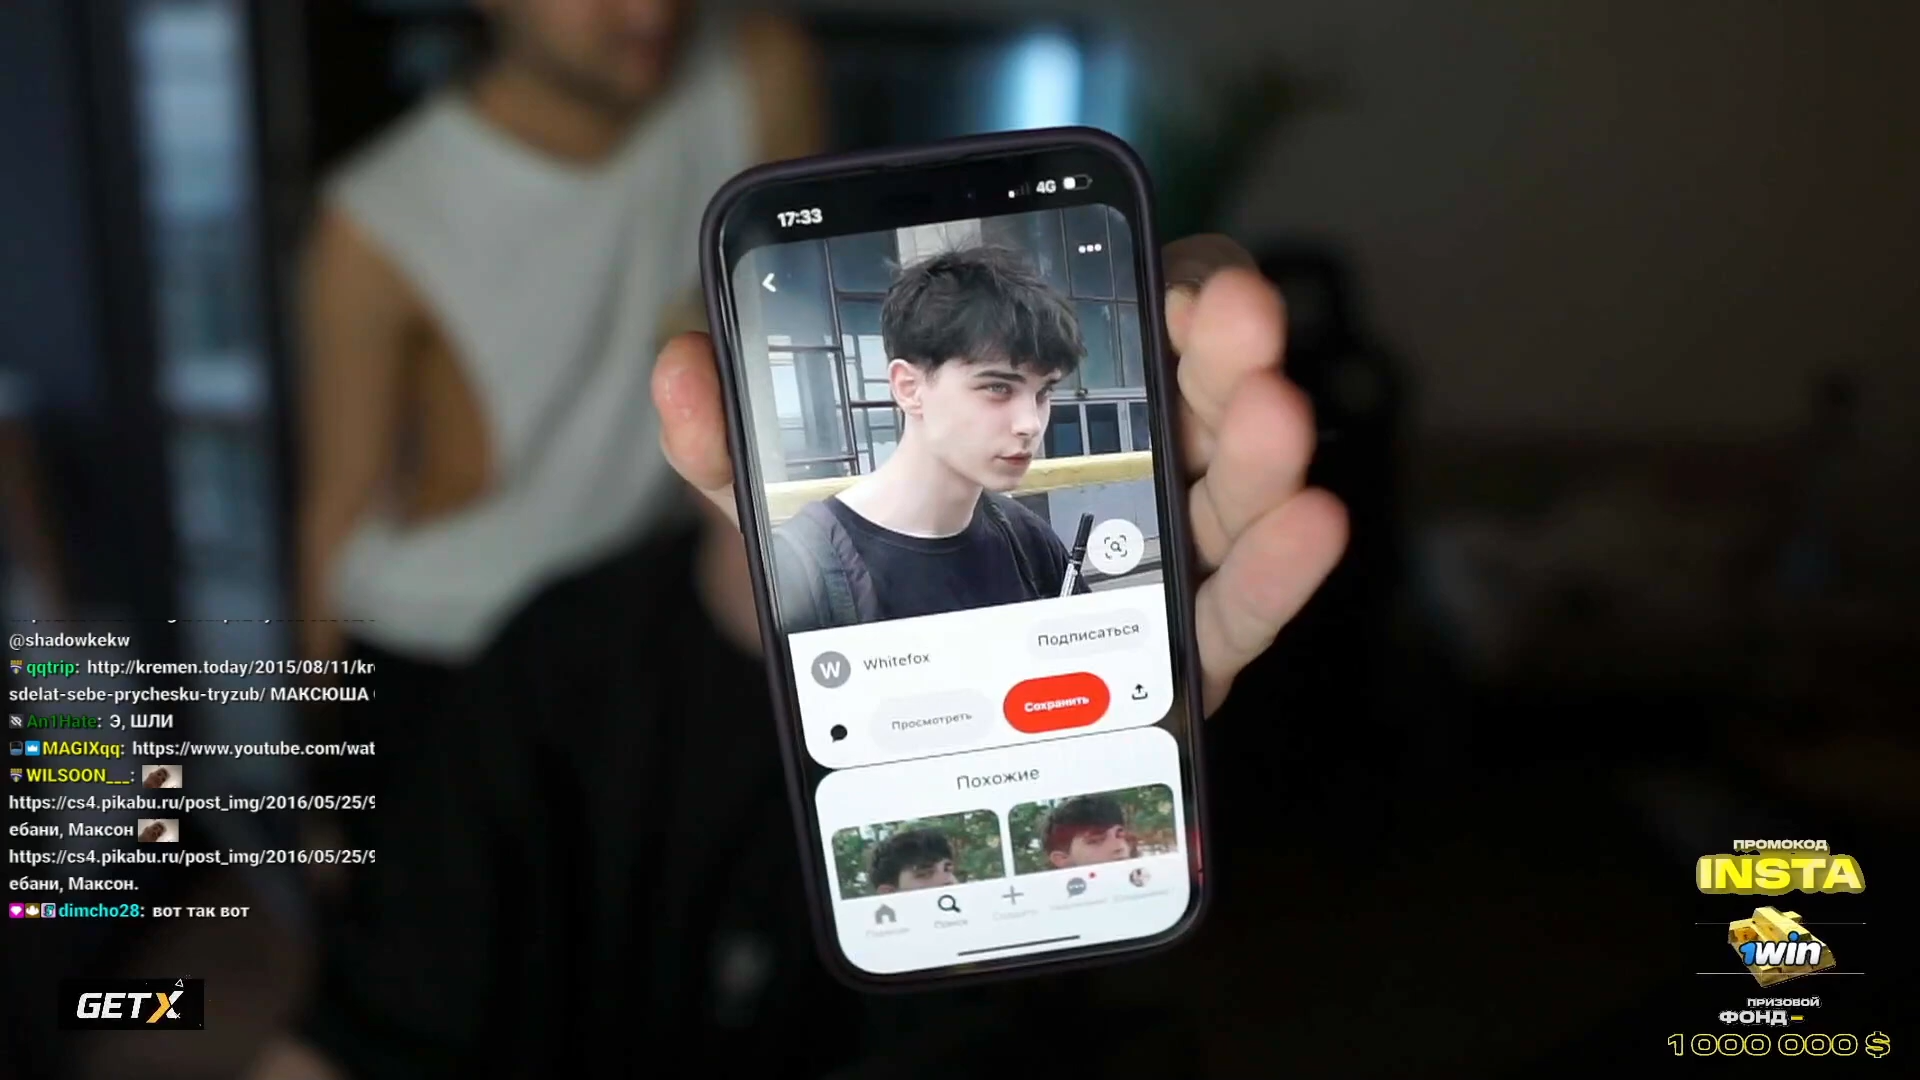 17:33
4G
W
Whitefox
Подписаться
Просмотреть
Сохранить
Похожие
Поиск
@shadowkekw
qqtrip: http://kremen.today/2015/08/11/kr
sdelat-sebe-prychesku-tryzub/ МАКСЮША
An1Hate: Э, ШЛИ
MAGIXqq: https://www.youtube.com/wat
WILSOON___:
https://cs4.pikabu.ru/post_img/2016/05/25/9
ебани, Максон
https://cs4.pikabu.ru/post_img/2016/05/25/9
ебани, Максон.
dimcho28: вот так вот
GETX
ПРОМОКОД
INSTA
1win
ПРИЗОВОЙ
ФОНД –
1 000 000 $